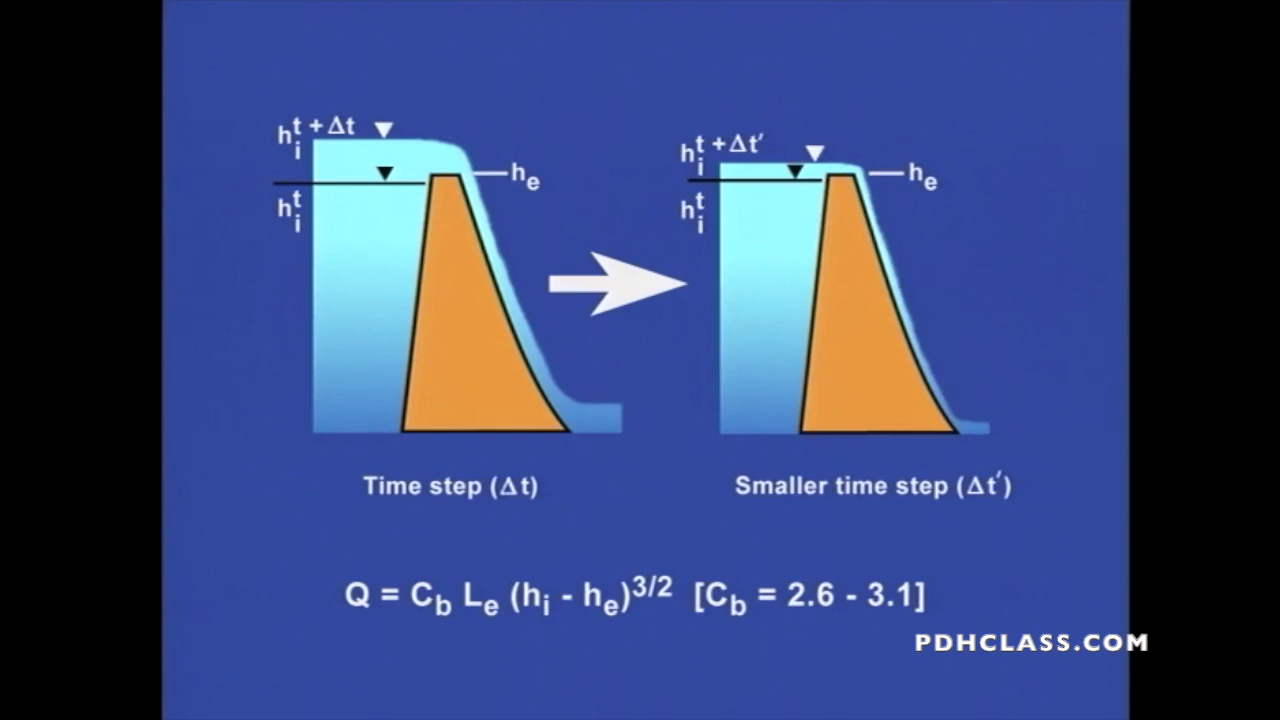 h_i^{t + Δt}
h_e
h_i^t
h_i^{t + Δt′}
h_e
h_i^t
Time step (Δt)
Smaller time step (Δt′)
Q = C_b L_e (h_i - h_e)^{3/2} [C_b = 2.6 - 3.1]
PDHCLASS.COM